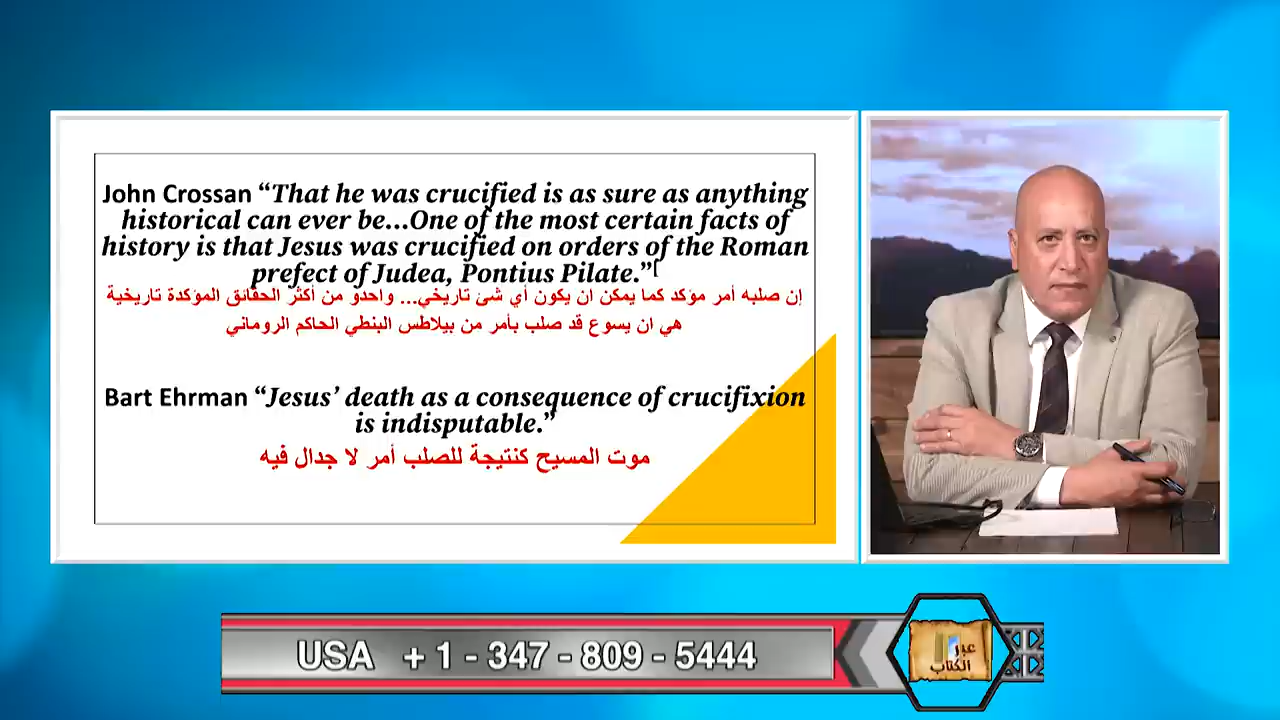 John Crossan “That he was crucified is as sure as anything
historical can ever be...One of the most certain facts of
history is that Jesus was crucified on orders of the Roman
prefect of Judea, Pontius Pilate.”[
إن صلبه أمر مؤكد كما يمكن ان يكون أي شئ تاريخي... واحدو من أكثر الحقائق المؤكدة تاريخية
هي ان يسوع قد صلب بأمر من بيلاطس البنطي الحاكم الروماني
Bart Ehrman “Jesus’ death as a consequence of crucifixion
is indisputable.”
موت المسيح كنتيجة للصلب أمر لا جدال فيه
USA + 1 - 347 - 809 - 5444
عبر
الكتاب